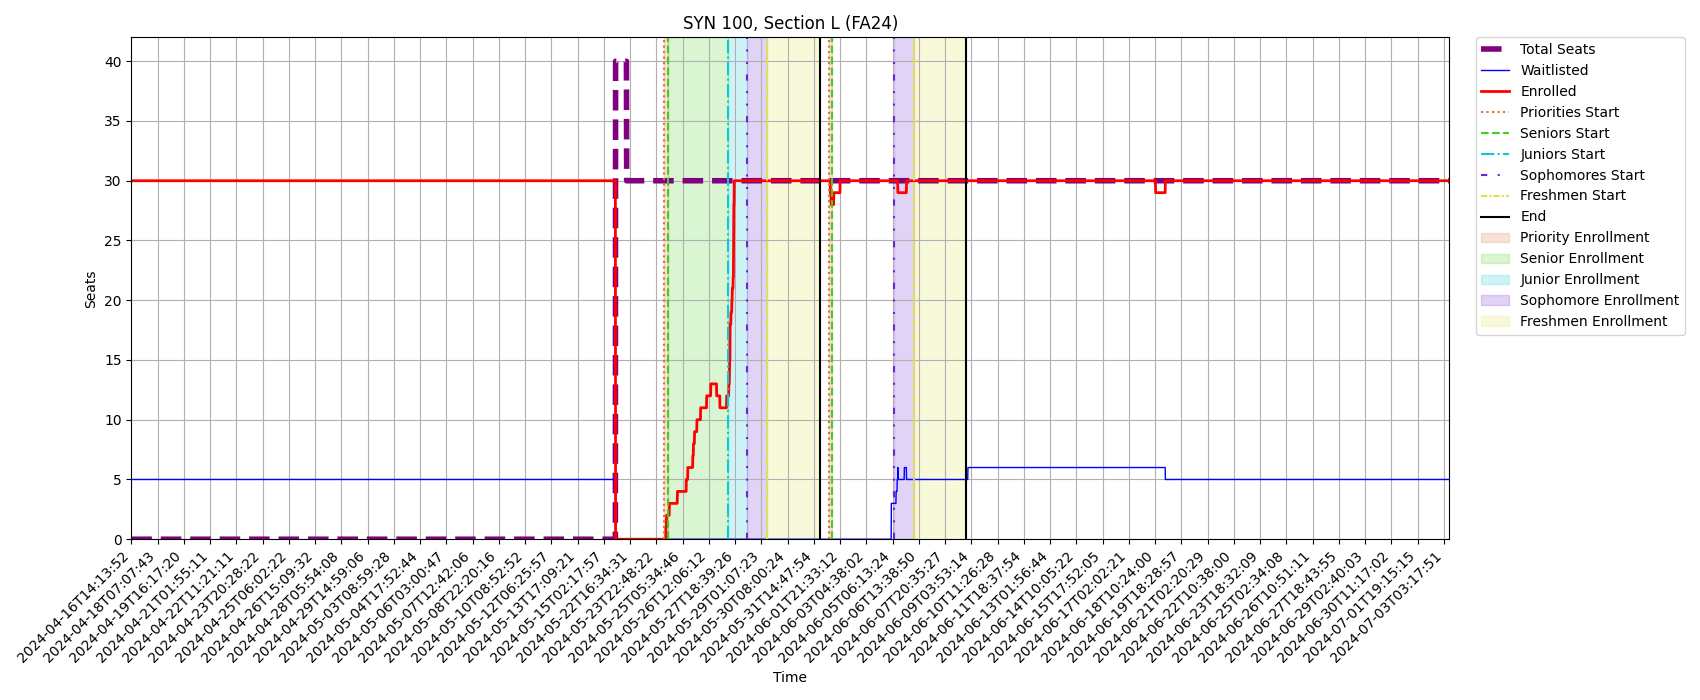 SYN 100, Section L (FA24)
Total Seats
Waitlisted
Enrolled
Priorities Start
Seniors Start
Juniors Start
Sophomores Start
Freshmen Start
End
Priority Enrollment
Senior Enrollment
Junior Enrollment
Sophomore Enrollment
Freshmen Enrollment
Seats
40
35
30
25
20
15
10
5
0
2024-04-16T14:13:52
2024-04-18T07:07:43
2024-04-19T16:17:20
2024-04-21T01:55:11
2024-04-22T11:21:11
2024-04-23T20:28:22
2024-04-25T06:02:22
2024-04-26T15:09:32
2024-04-28T05:54:08
2024-04-29T14:59:06
2024-05-03T08:59:28
2024-05-04T17:52:44
2024-05-06T03:00:47
2024-05-07T12:42:06
2024-05-08T22:20:16
2024-05-10T08:52:52
2024-05-12T06:25:57
2024-05-13T17:09:21
2024-05-15T02:17:57
2024-05-22T16:34:31
2024-05-23T22:48:22
2024-05-25T05:34:46
2024-05-26T12:06:12
2024-05-27T18:39:26
2024-05-29T01:07:23
2024-05-30T08:00:24
2024-05-31T14:47:54
2024-06-01T21:33:12
2024-06-03T04:38:02
2024-06-05T06:13:24
2024-06-06T13:38:50
2024-06-07T20:35:27
2024-06-09T03:53:14
2024-06-10T11:26:28
2024-06-11T18:37:54
2024-06-13T01:56:44
2024-06-14T10:05:22
2024-06-15T17:52:05
2024-06-17T02:02:21
2024-06-18T10:24:00
2024-06-19T18:28:57
2024-06-21T02:20:29
2024-06-22T10:38:00
2024-06-23T18:32:09
2024-06-25T02:34:08
2024-06-26T10:51:11
2024-06-27T18:43:55
2024-06-29T02:40:03
2024-06-30T11:17:02
2024-07-01T19:15:15
2024-07-03T03:17:51
Time